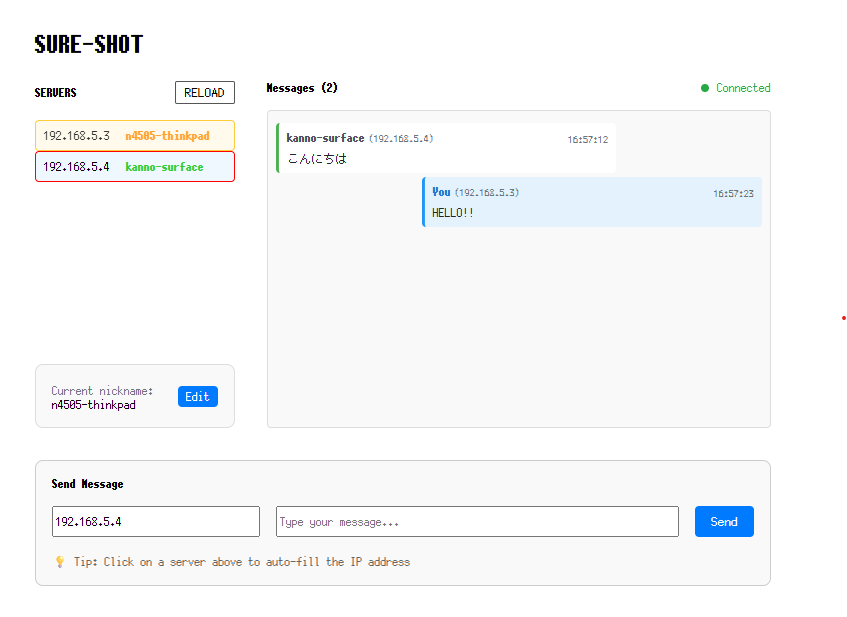 SURE-SHOT
SERVERS
RELOAD
192.168.5.3 n4505-thinkpad
192.168.5.4 kanno-surface
Current nickname:
n4505-thinkpad
Edit
Messages (2)
Connected
kanno-surface (192.168.5.4) 16:57:12
こんにちは
You (192.168.5.3) 16:57:23
HELLO!!
Send Message
192.168.5.4
Type your message...
Send
💡 Tip: Click on a server above to auto-fill the IP address